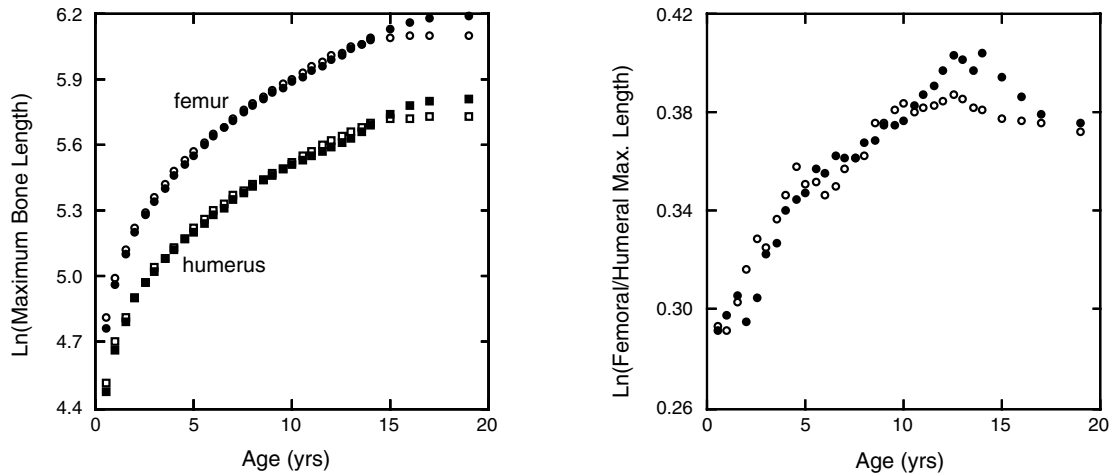 Ln(Maximum Bone Length)
6.2
5.9
5.6
5.3
5.0
4.7
4.4
femur
humerus
0 5 10 15 20
Age (yrs)
Ln(Femoral/Humeral Max. Length)
0.42
0.38
0.34
0.30
0.26
0 5 10 15 20
Age (yrs)